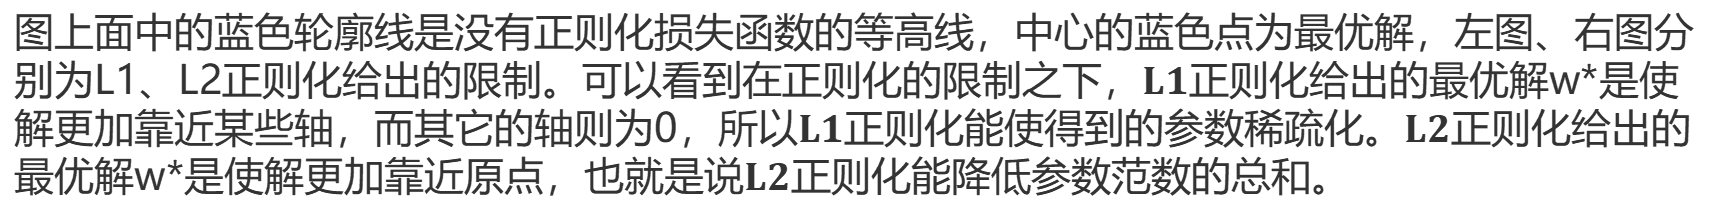 图上面中的蓝色轮廓线是没有正则化损失函数的等高线，中心的蓝色点为最优解，左图、右图分
别为L1、L2正则化给出的限制。可以看到在正则化的限制之下，L1正则化给出的最优解w*是使
解更加靠近某些轴，而其它的轴则为0，所以L1正则化能使得到的参数稀疏化。L2正则化给出的
最优解w*是使解更加靠近原点，也就是说L2正则化能降低参数范数的总和。